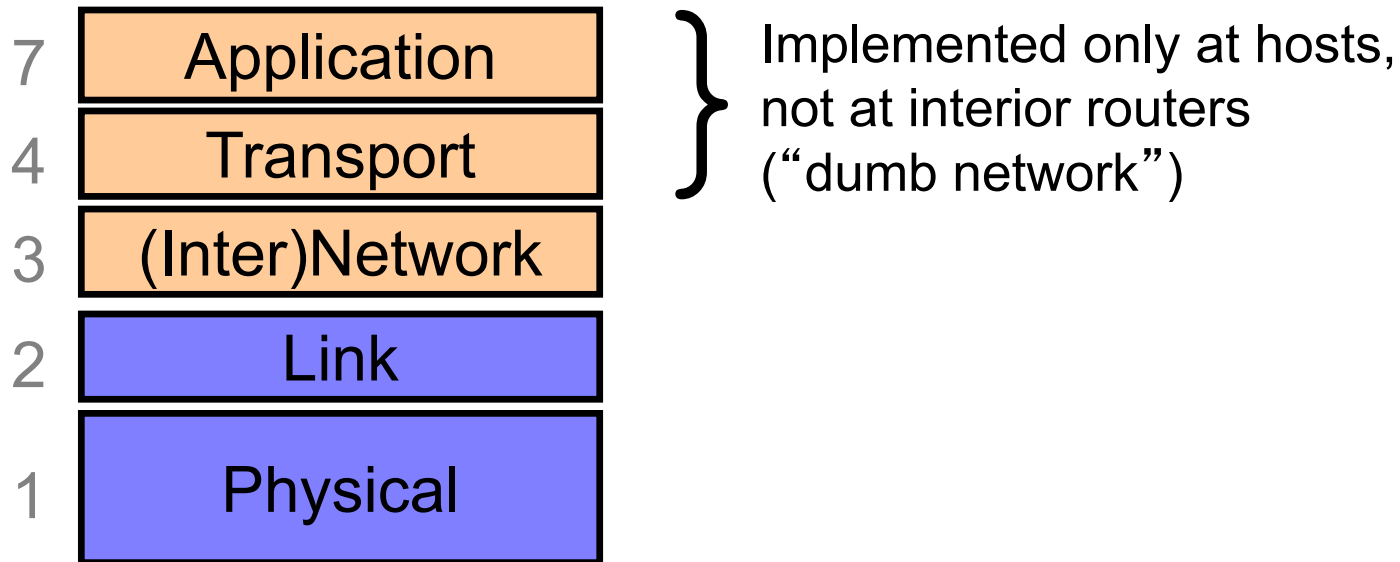 7 Application
4 Transport
3 (Inter)Network
2 Link
1 Physical
Implemented only at hosts,
not at interior routers
(“dumb network”)